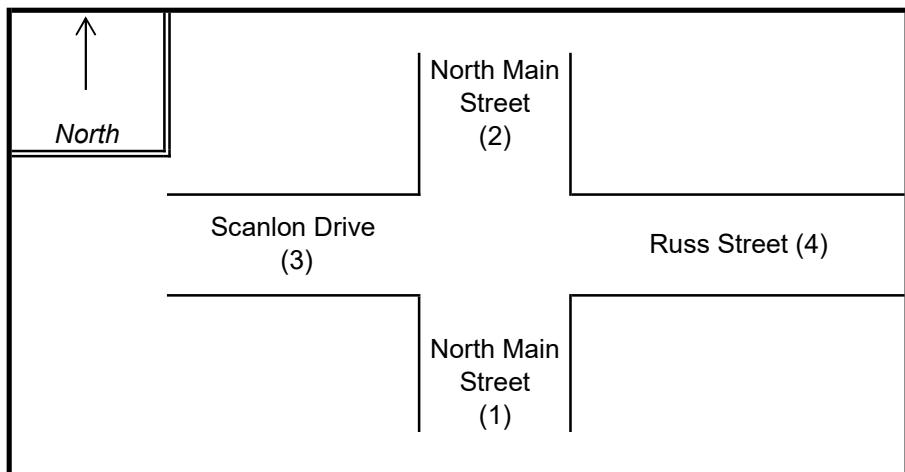 North
North Main
Street
(2)
Scanlon Drive
(3)
Russ Street (4)
North Main
Street
(1)